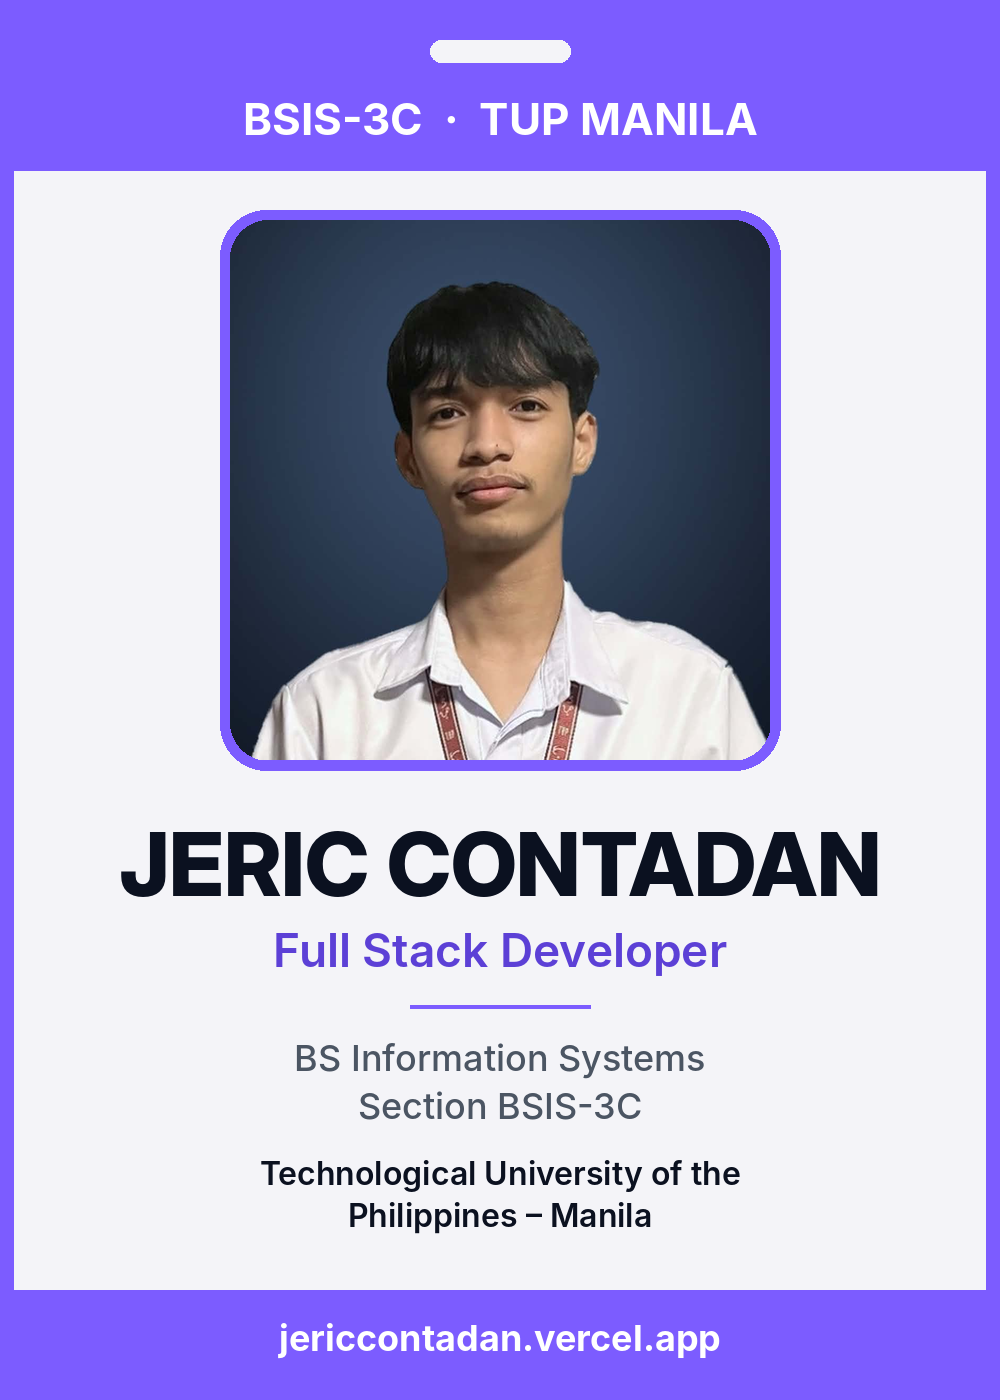 BSIS-3C · TUP MANILA
JERIC CONTADAN
Full Stack Developer
BS Information Systems
Section BSIS-3C
Technological University of the
Philippines – Manila
jericcontadan.vercel.app